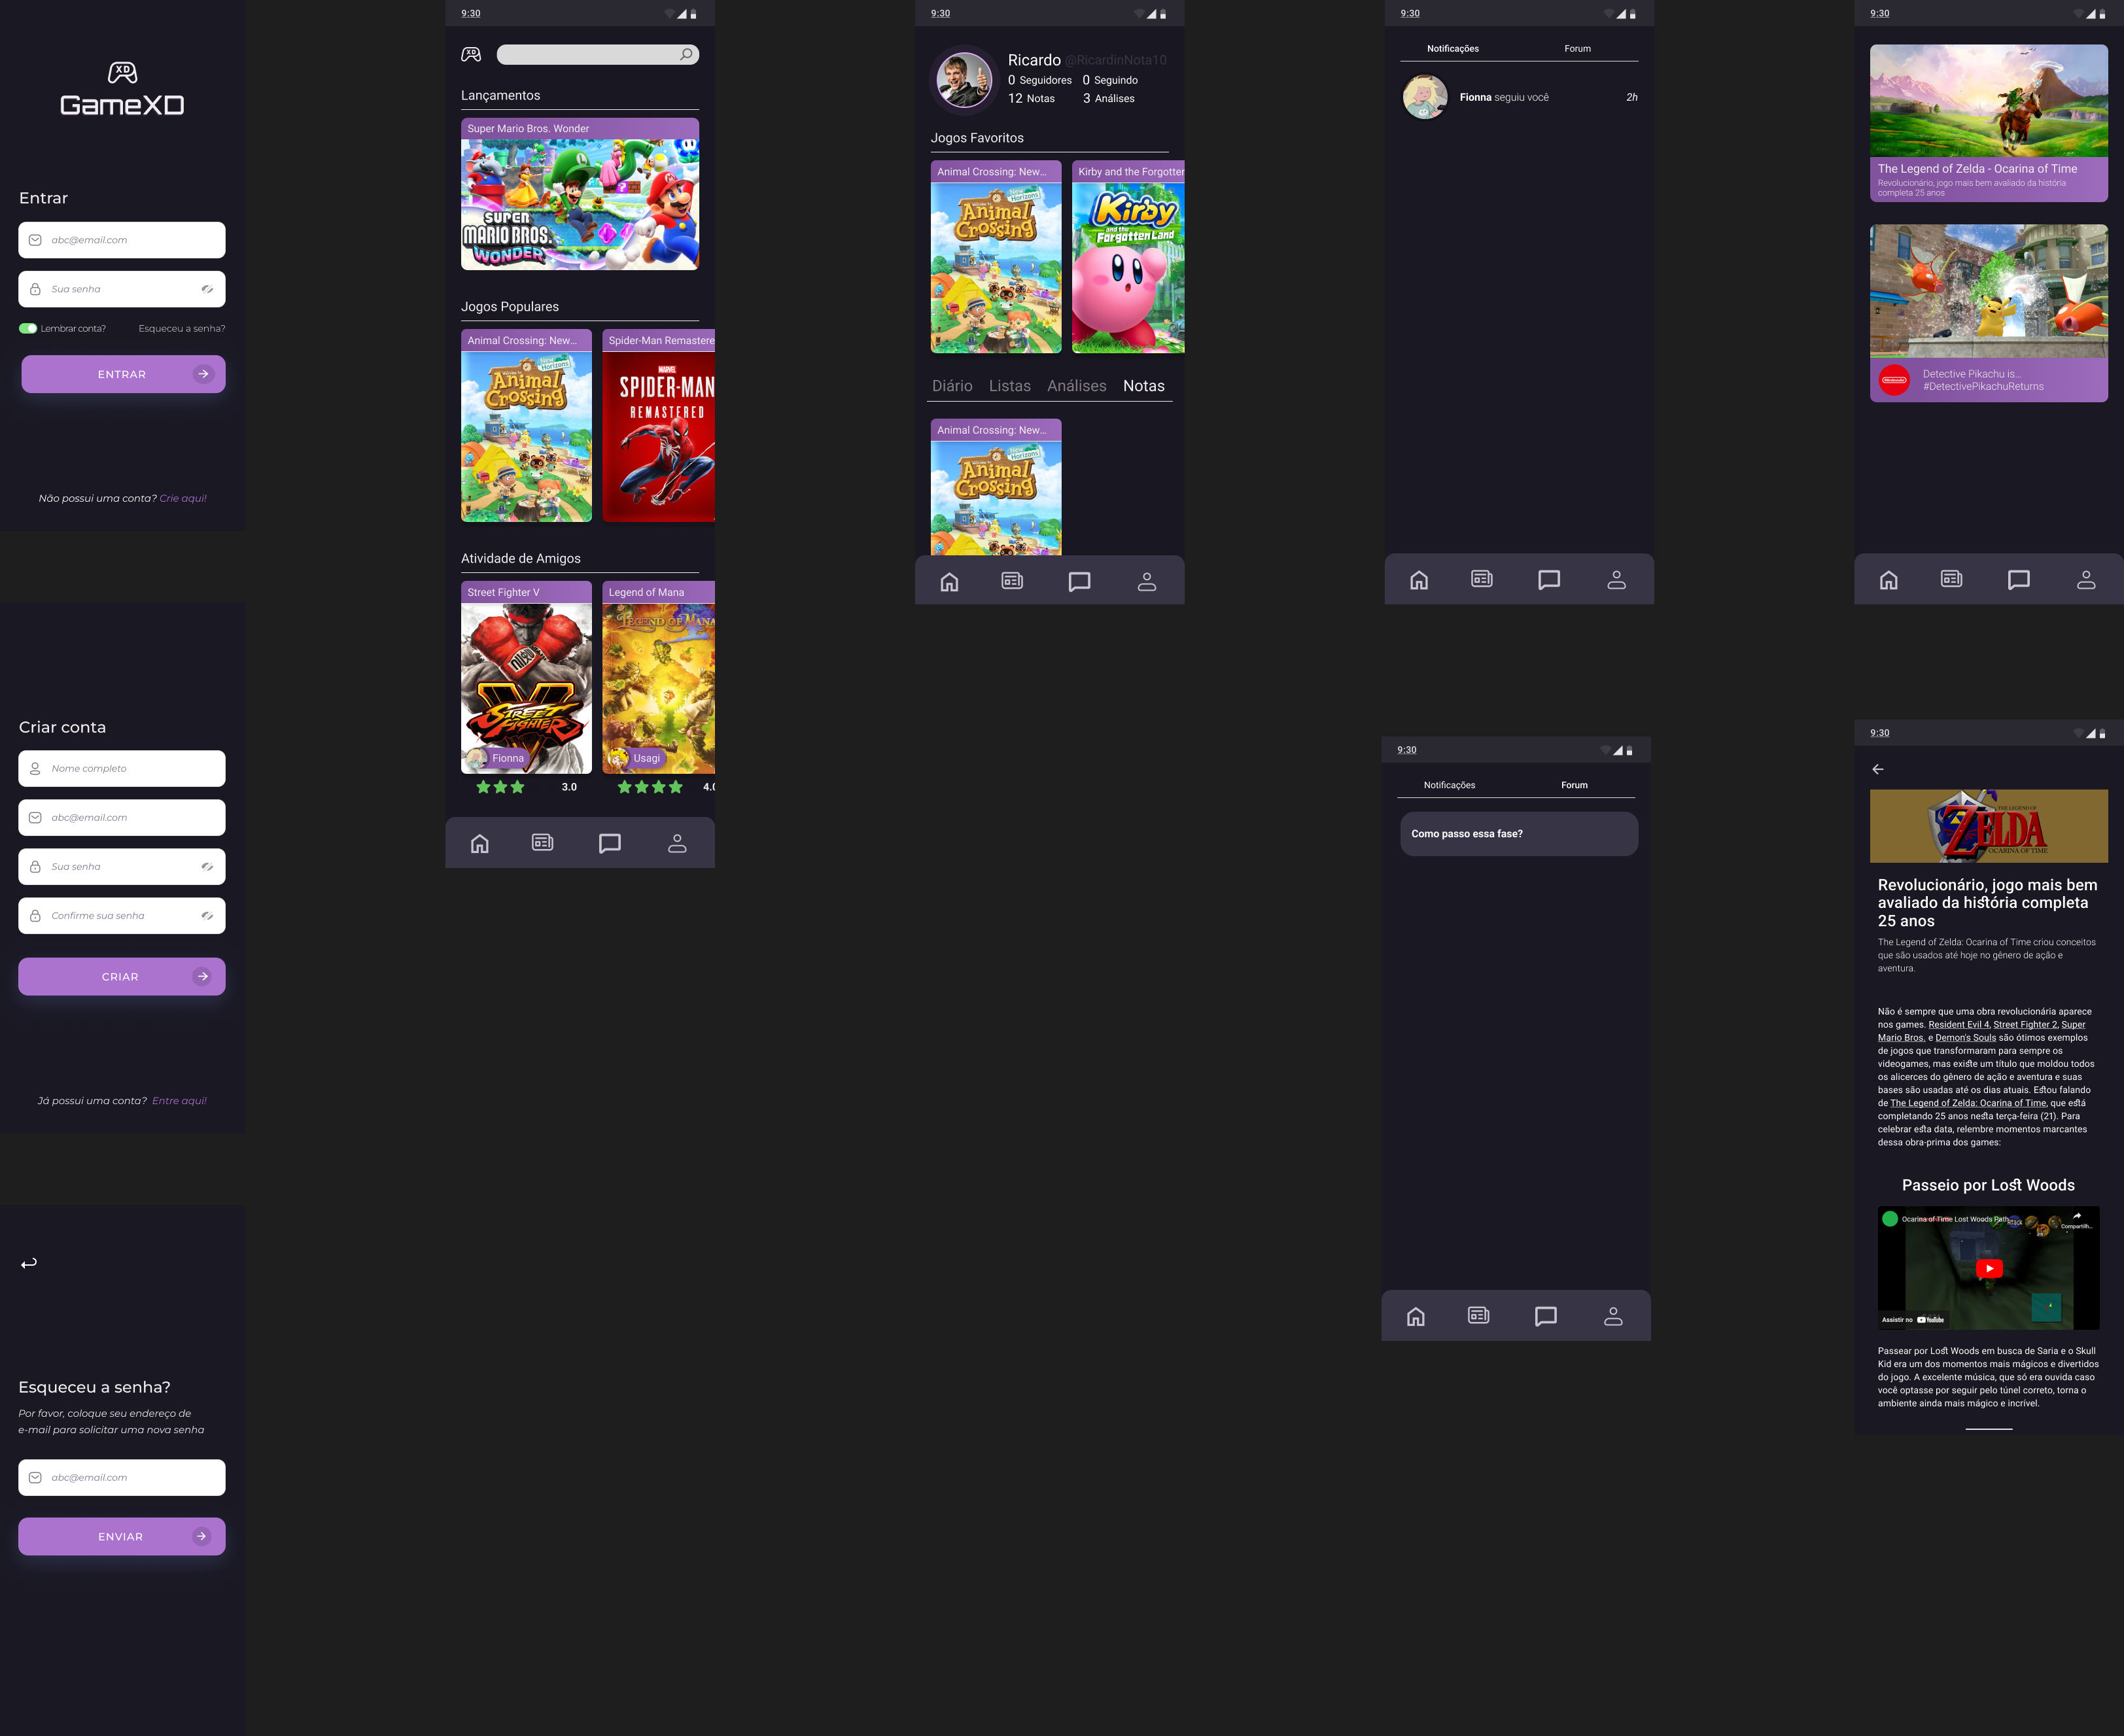 XD
GameXD
Entrar
abc@email.com
Sua senha
Lembrar conta?
Esqueceu a senha?
ENTRAR
Não possui uma conta? Crie aqui!
Criar conta
Nome completo
abc@email.com
Sua senha
Confirme sua senha
CRIAR
Já possui uma conta? Entre aqui!
Esqueceu a senha?
Por favor, coloque seu endereço de
e-mail para solicitar uma nova senha
abc@email.com
ENVIAR
9:30
XD
Lançamentos
Super Mario Bros. Wonder
SUPER
MARIO BROS.
WONDER
Jogos Populares
Animal Crossing: New...
New Horizons
Animal
Crossing
Spider-Man Remastere
MARVEL
SPIDER-MAN
REMASTERED
Atividade de Amigos
Street Fighter V
STREET
FIGHTER
V
Fionna
3.0
Legend of Mana
LEGEND OF MANA
Usagi
4.0
9:30
Ricardo @RicardinNota10
0 Seguidores 0 Seguindo
12 Notas 3 Análises
Jogos Favoritos
Animal Crossing: New...
New Horizons
Animal
Crossing
Kirby and the Forgotten
Kirby
and the
Forgotten Land
Diário Listas Análises Notas
Animal Crossing: New...
New Horizons
Animal
Crossing
9:30
Notificações Forum
Fionna seguiu você 2h
9:30
Notificações Forum
Como passo essa fase?
9:30
The Legend of Zelda - Ocarina of Time
Revolucionário, jogo mais bem avaliado da história
completa 25 anos
Nintendo
Detective Pikachu is...
#DetectivePikachuReturns
9:30
THE LEGEND OF
ZELDA
OCARINA OF TIME
Revolucionário, jogo mais bem
avaliado da história completa
25 anos
The Legend of Zelda: Ocarina of Time criou conceitos
que são usados até hoje no gênero de ação e
aventura.
Não é sempre que uma obra revolucionária aparece
nos games. Resident Evil 4, Street Fighter 2, Super
Mario Bros. e Demon's Souls são ótimos exemplos
de jogos que transformaram para sempre os
videogames, mas existe um título que moldou todos
os alicerces do gênero de ação e aventura e suas
bases são usadas até os dias atuais. Estou falando
de The Legend of Zelda: Ocarina of Time, que está
completando 25 anos nesta terça-feira (21). Para
celebrar esta data, relembre momentos marcantes
dessa obra-prima dos games:
Passeio por Lost Woods
Ocarina of Time Lost Woods Path
Compartilh...
Assistir no YouTube
Passear por Lost Woods em busca de Saria e o Skull
Kid era um dos momentos mais mágicos e divertidos
do jogo. A excelente música, que só era ouvida caso
você optasse por seguir pelo túnel correto, torna o
ambiente ainda mais mágico e incrível.